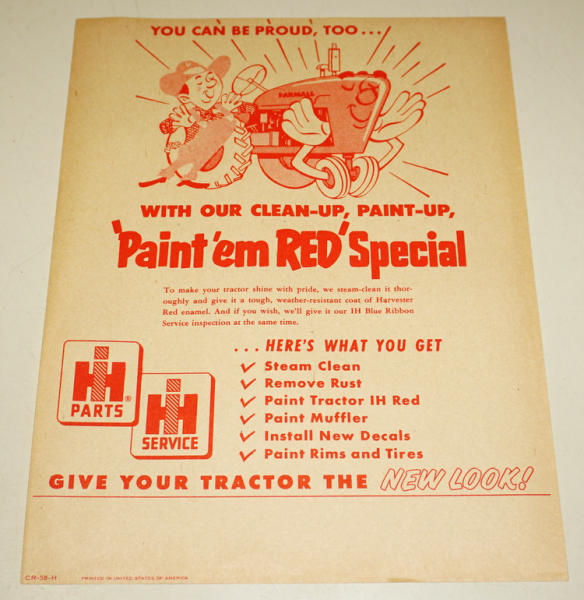 YOU CAN BE PROUD, TOO...
FARMALL
WITH OUR CLEAN-UP, PAINT-UP,
'Paint 'em RED' Special
To make your tractor shine with pride, we steam-clean it thor-
oughly and give it a tough, weather-resistant coat of Harvester
Red enamel. And if you wish, we'll give it our IH Blue Ribbon
Service inspection at the same time.
... HERE'S WHAT YOU GET
✓ Steam Clean
✓ Remove Rust
✓ Paint Tractor IH Red
✓ Paint Muffler
✓ Install New Decals
✓ Paint Rims and Tires
IH
PARTS ®
IH
SERVICE
GIVE YOUR TRACTOR THE NEW LOOK!
CR-58-H
PRINTED IN UNITED STATES OF AMERICA